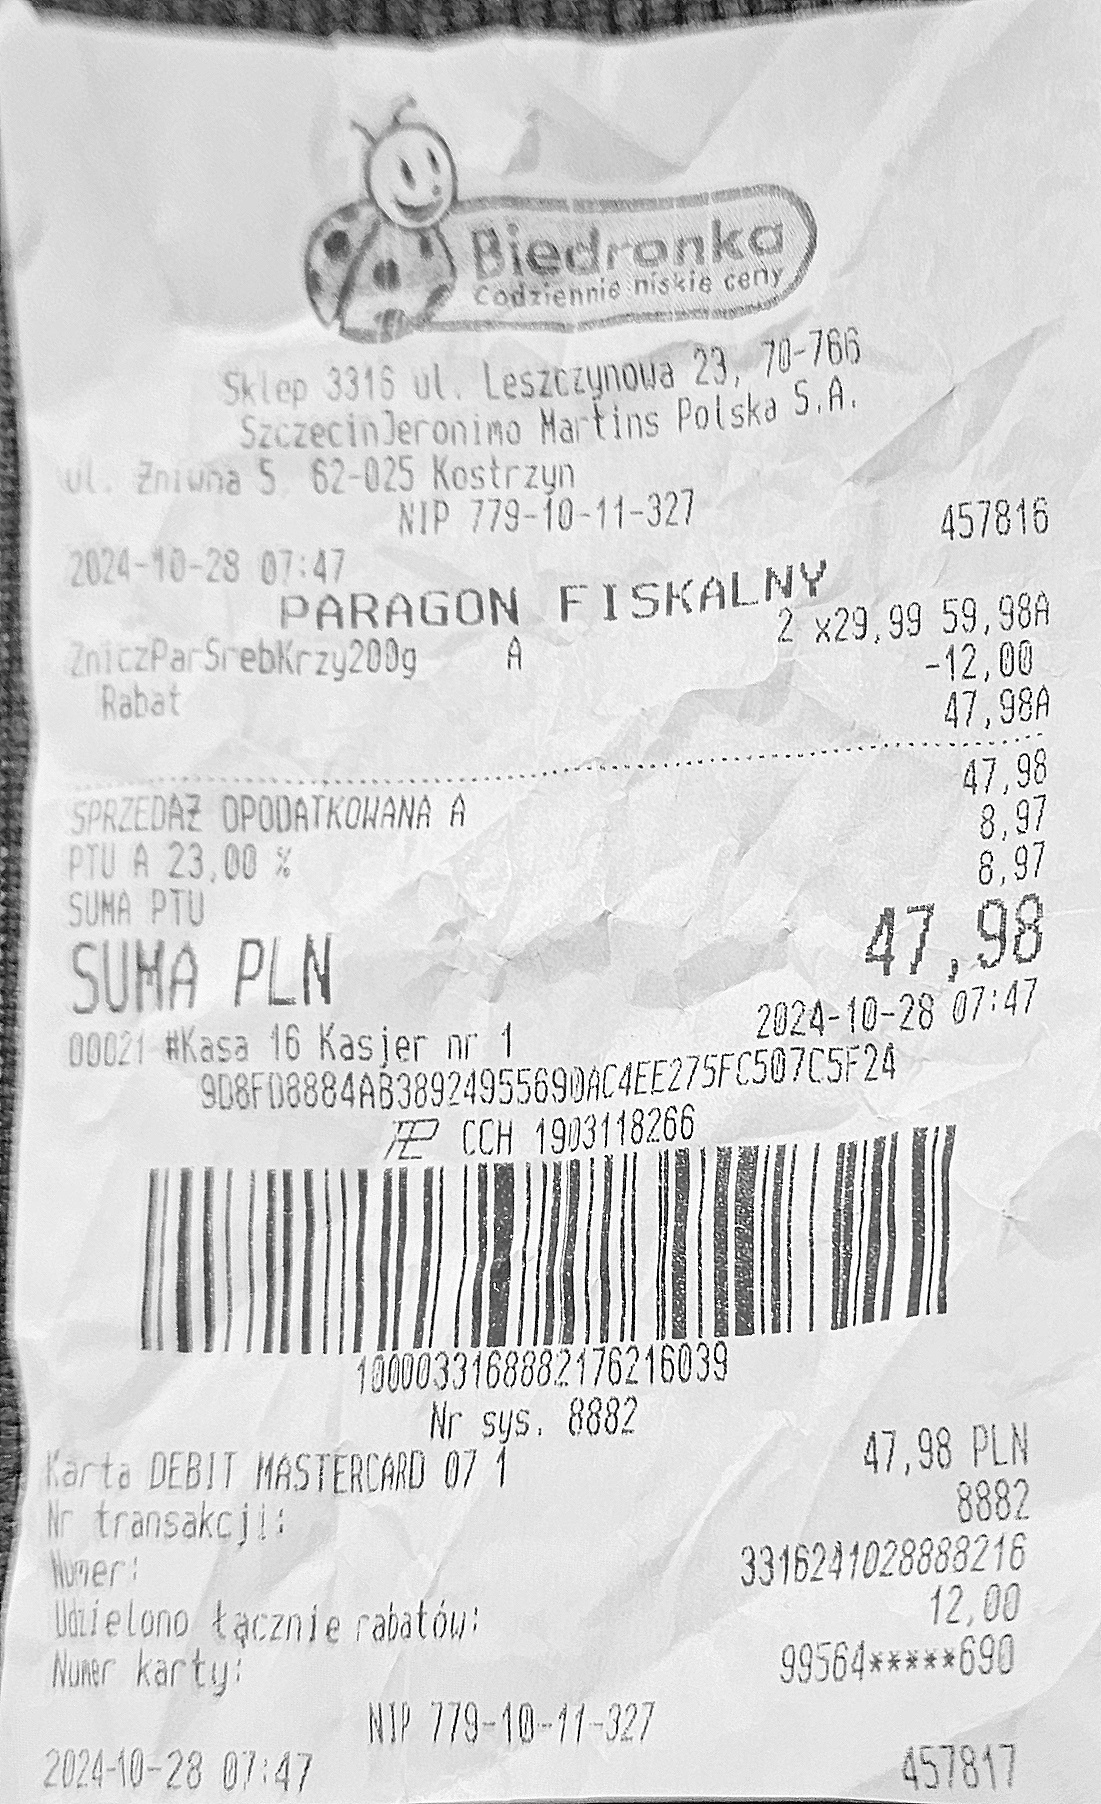 Biedronka
Codziennie niskie ceny
Sklep 3316 ul. Leszczynowa 23, 70-766
SzczecinJeronimo Martins Polska S.A.
ul. Żniwna 5, 62-025 Kostrzyn
NIP 779-10-11-327
2024-10-28 07:47 457816
PARAGON FISKALNY
ZniczParSrebKrzy200g A 2 x29,99 59,98A
Rabat -12,00
47,98A
SPRZEDAŻ OPODATKOWANA A 47,98
PTU A 23,00 % 8,97
SUMA PTU 8,97
SUMA PLN 47,98
00021 #Kasa 16 Kasjer nr 1 2024-10-28 07:47
9D8FD8884AB38924955690AC4EE275FC507C5F24
CCH 1903118266
1000033168882176216039
Nr sys. 8882
Karta DEBIT MASTERCARD 07 1 47,98 PLN
Nr transakcji: 8882
Numer: 3316241028888216
Udzielono łącznie rabatów: 12,00
Numer karty: 99564*****690
NIP 779-10-11-327
2024-10-28 07:47 457817